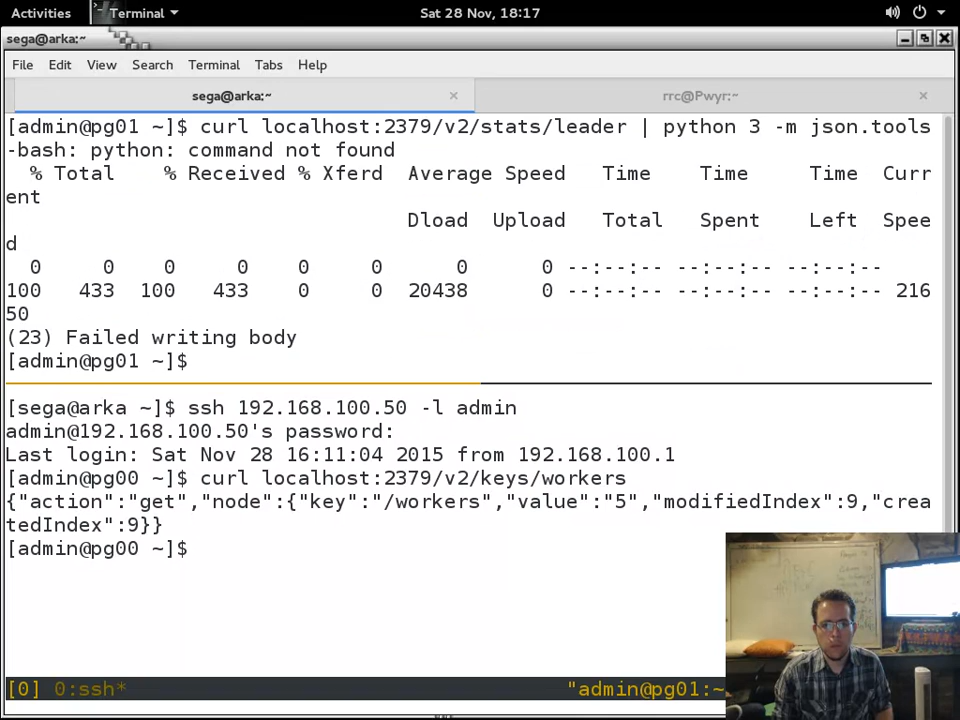 Activities Terminal Sat 28 Nov, 18:17
sega@arka:~
File Edit View Search Terminal Tabs Help
sega@arka:~ × rrc@Pwyr:~ ×
[admin@pg01 ~]$ curl localhost:2379/v2/stats/leader | python 3 -m json.tools
-bash: python: command not found
% Total % Received % Xferd Average Speed Time Time Time Curr
ent
Dload Upload Total Spent Left Spee
d
0 0 0 0 0 0 0 0 --:--:-- --:--:-- --:--:--
100 433 100 433 0 0 20438 0 --:--:-- --:--:-- --:--:-- 216
50
(23) Failed writing body
[admin@pg01 ~]$
[sega@arka ~]$ ssh 192.168.100.50 -l admin
admin@192.168.100.50's password:
Last login: Sat Nov 28 16:11:04 2015 from 192.168.100.1
[admin@pg00 ~]$ curl localhost:2379/v2/keys/workers
{"action":"get","node":{"key":"/workers","value":"5","modifiedIndex":9,"crea
tedIndex":9}}
[admin@pg00 ~]$
[0] 0:ssh* "admin@pg01:~